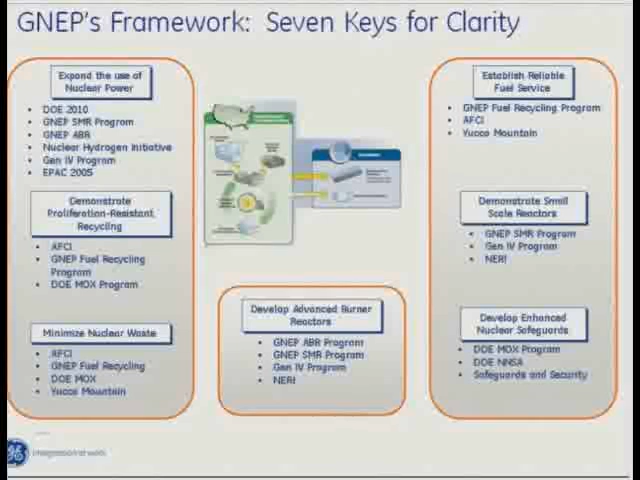 GNEP's Framework: Seven Keys for Clarity
Expand the use of
Nuclear Power
• DOE 2010
• GNEP SMR Program
• GNEP ABR
• Nuclear Hydrogen Initiative
• Gen IV Program
• EPAC 2005
Demonstrate
Proliferation-Resistant
Recycling
• AFCI
• GNEP Fuel Recycling
Program
• DOE MOX Program
Minimize Nuclear Waste
• AFCI
• GNEP Fuel Recycling
• DOE MOX
• Yucca Mountain
Develop Advanced Burner
Reactors
• GNEP ABR Program
• GNEP SMR Program
• Gen IV Program
• NERI
Establish Reliable
Fuel Service
• GNEP Fuel Recycling Program
• AFCI
• Yucca Mountain
Demonstrate Small
Scale Reactors
• GNEP SMR Program
• Gen IV Program
• NERI
Develop Enhanced
Nuclear Safeguards
• DOE MOX Program
• DOE NNSA
• Safeguards and Security
GE
imagination at work